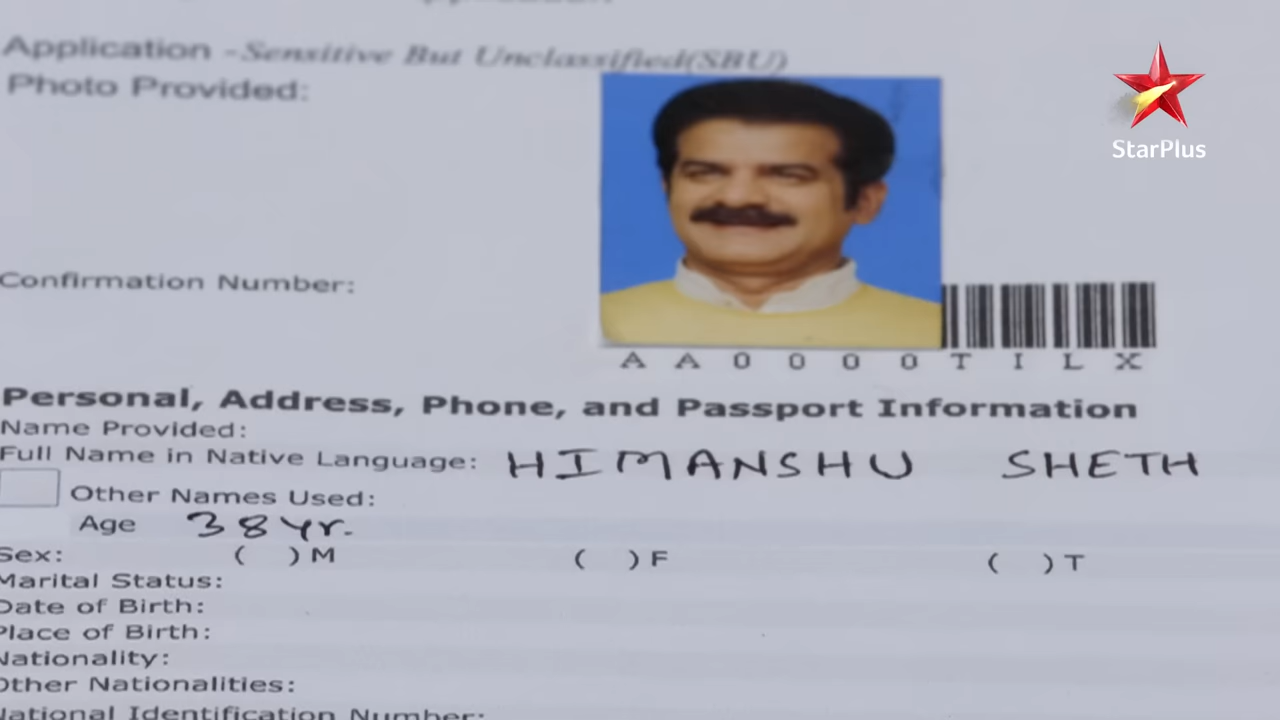 Application -Sensitive But Unclassified(SBU)
Photo Provided:
StarPlus
Confirmation Number:
AA0000TILX
Personal, Address, Phone, and Passport Information
Name Provided:
Full Name in Native Language: HIMANSHU SHETH
Other Names Used:
Age 38 Yr.
Sex: ( ) M ( ) F ( ) T
Marital Status:
Date of Birth:
Place of Birth:
Nationality:
Other Nationalities:
National Identification Number: